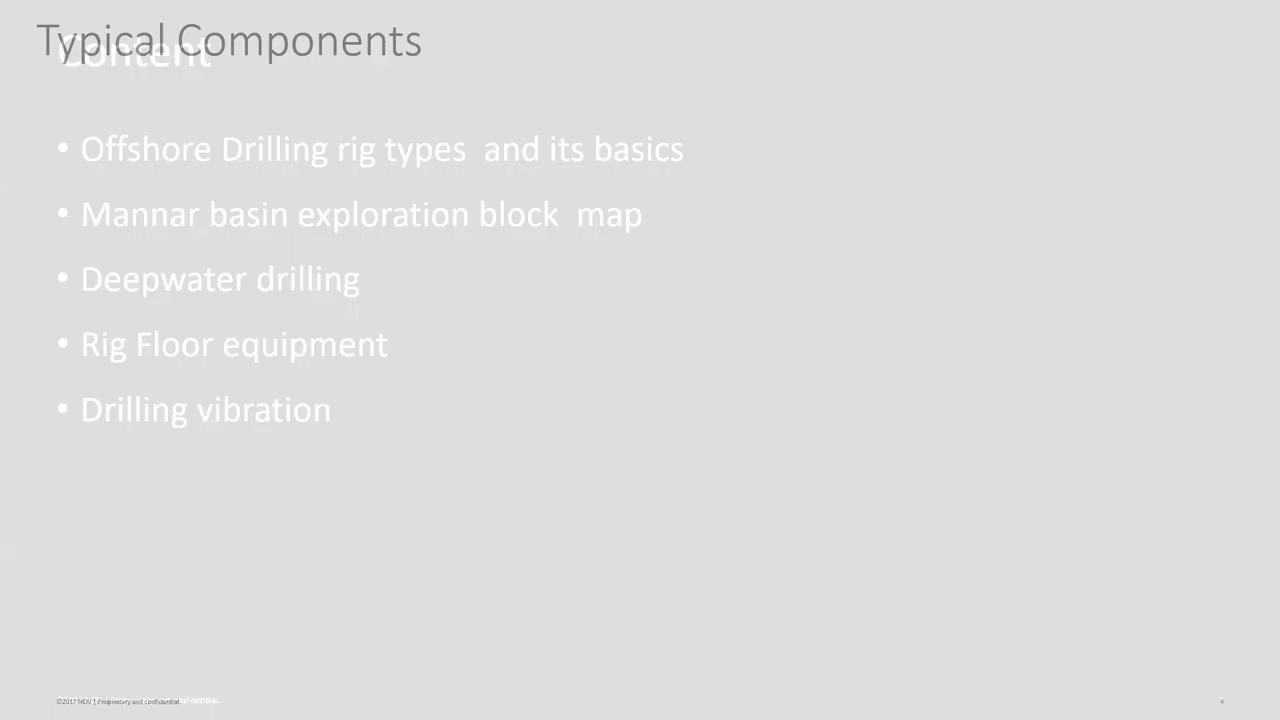 Typical Components
Content
• Offshore Drilling rig types and its basics
• Mannar basin exploration block map
• Deepwater drilling
• Rig Floor equipment
• Drilling vibration
©2017 NOV | Proprietary and confidential.